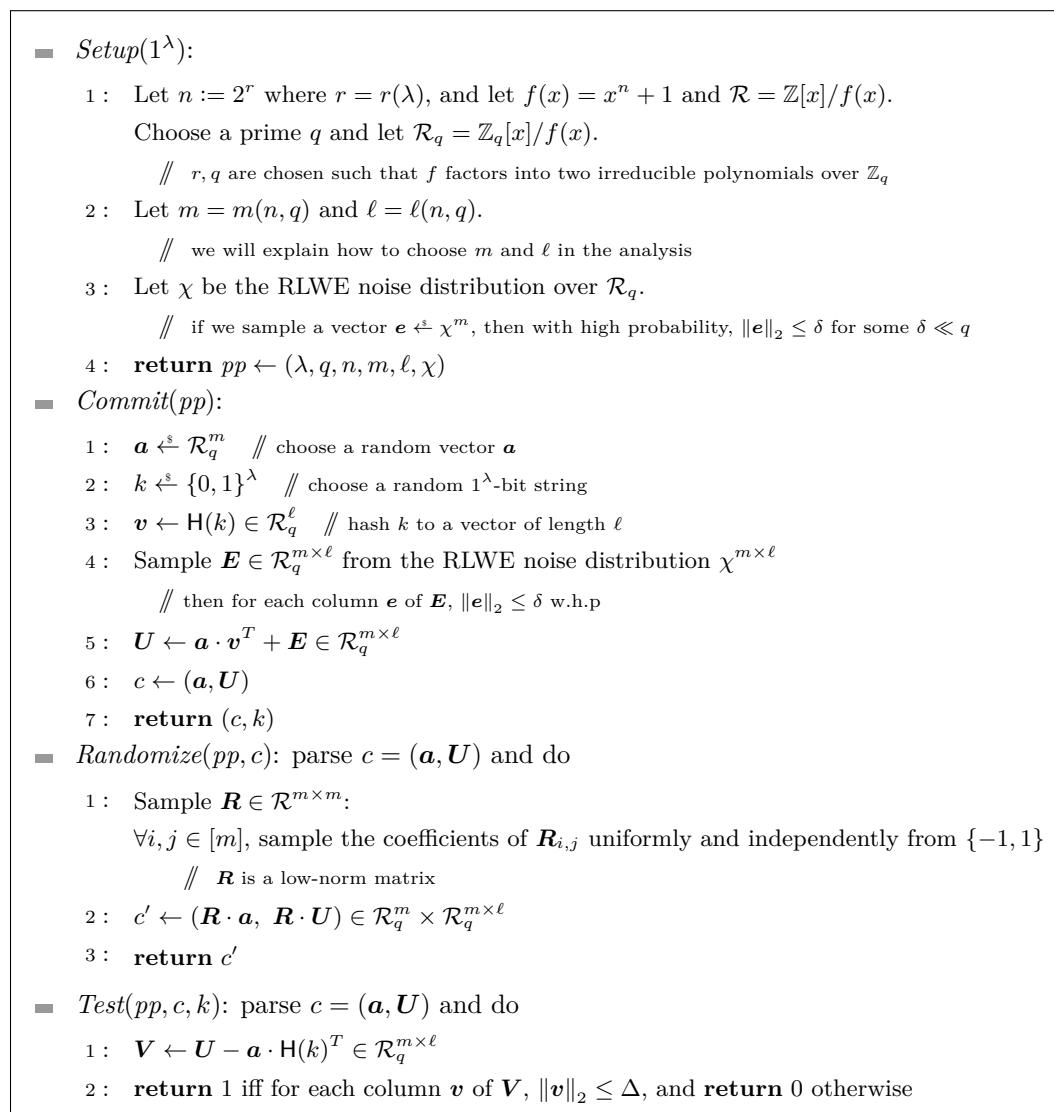 Setup(1^λ):
1 : Let n := 2^r where r = r(λ), and let f(x) = x^n + 1 and ℛ = ℤ[x]/f(x).
Choose a prime q and let ℛ_q = ℤ_q[x]/f(x).
// r, q are chosen such that f factors into two irreducible polynomials over ℤ_q
2 : Let m = m(n, q) and ℓ = ℓ(n, q).
// we will explain how to choose m and ℓ in the analysis
3 : Let χ be the RLWE noise distribution over ℛ_q.
// if we sample a vector e ←$ χ^m, then with high probability, ‖e‖_2 ≤ δ for some δ ≪ q
4 : return pp ← (λ, q, n, m, ℓ, χ)
Commit(pp):
1 : a ←$ ℛ_q^m // choose a random vector a
2 : k ←$ {0, 1}^λ // choose a random 1^λ-bit string
3 : v ← H(k) ∈ ℛ_q^ℓ // hash k to a vector of length ℓ
4 : Sample E ∈ ℛ_q^{m×ℓ} from the RLWE noise distribution χ^{m×ℓ}
// then for each column e of E, ‖e‖_2 ≤ δ w.h.p
5 : U ← a · v^T + E ∈ ℛ_q^{m×ℓ}
6 : c ← (a, U)
7 : return (c, k)
Randomize(pp, c): parse c = (a, U) and do
1 : Sample R ∈ ℛ^{m×m}:
∀i, j ∈ [m], sample the coefficients of R_{i,j} uniformly and independently from {−1, 1}
// R is a low-norm matrix
2 : c′ ← (R · a, R · U) ∈ ℛ_q^m × ℛ_q^{m×ℓ}
3 : return c′
Test(pp, c, k): parse c = (a, U) and do
1 : V ← U − a · H(k)^T ∈ ℛ_q^{m×ℓ}
2 : return 1 iff for each column v of V, ‖v‖_2 ≤ Δ, and return 0 otherwise